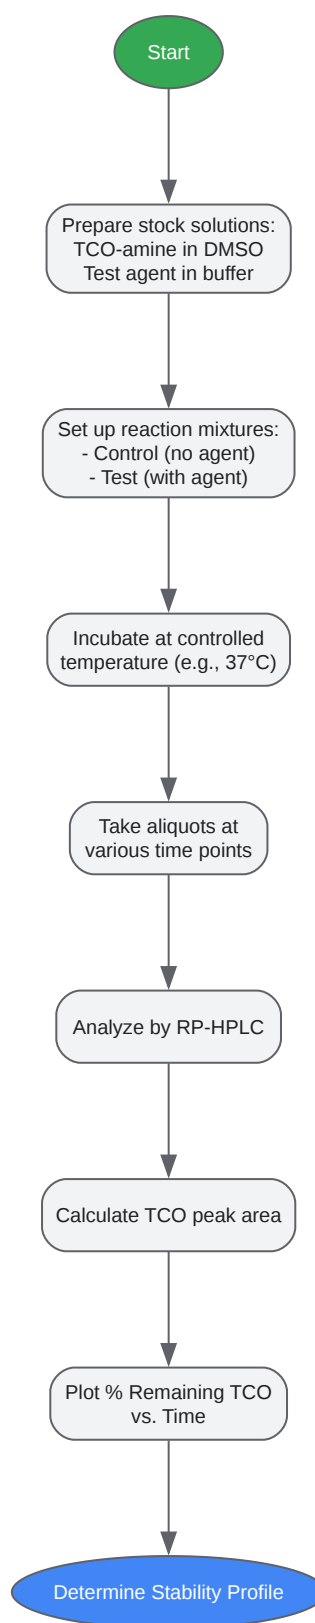 Start
Prepare stock solutions:
TCO-amine in DMSO
Test agent in buffer
Set up reaction mixtures:
- Control (no agent)
- Test (with agent)
Incubate at controlled
temperature (e.g., 37°C)
Take aliquots at
various time points
Analyze by RP-HPLC
Calculate TCO peak area
Plot % Remaining TCO
vs. Time
Determine Stability Profile